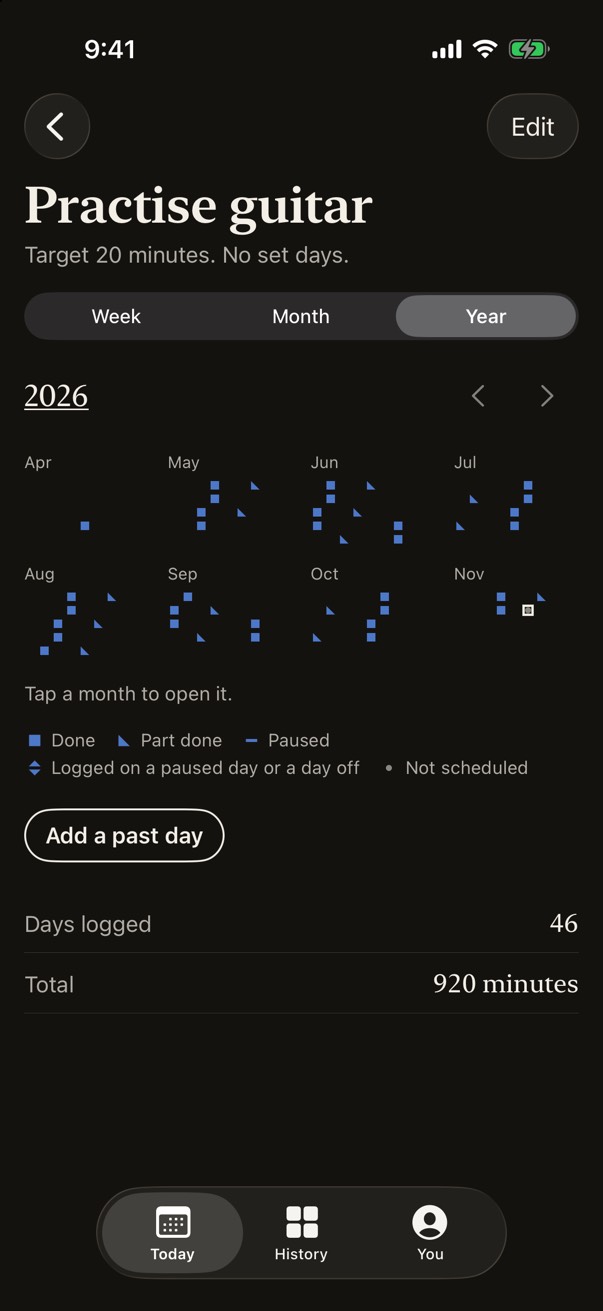 9:41
Edit
Practise guitar
Target 20 minutes. No set days.
Week Month Year
2026
Apr May Jun Jul
Aug Sep Oct Nov
Tap a month to open it.
Done Part done Paused
Logged on a paused day or a day off Not scheduled
Add a past day
Days logged 46
Total 920 minutes
Today History You